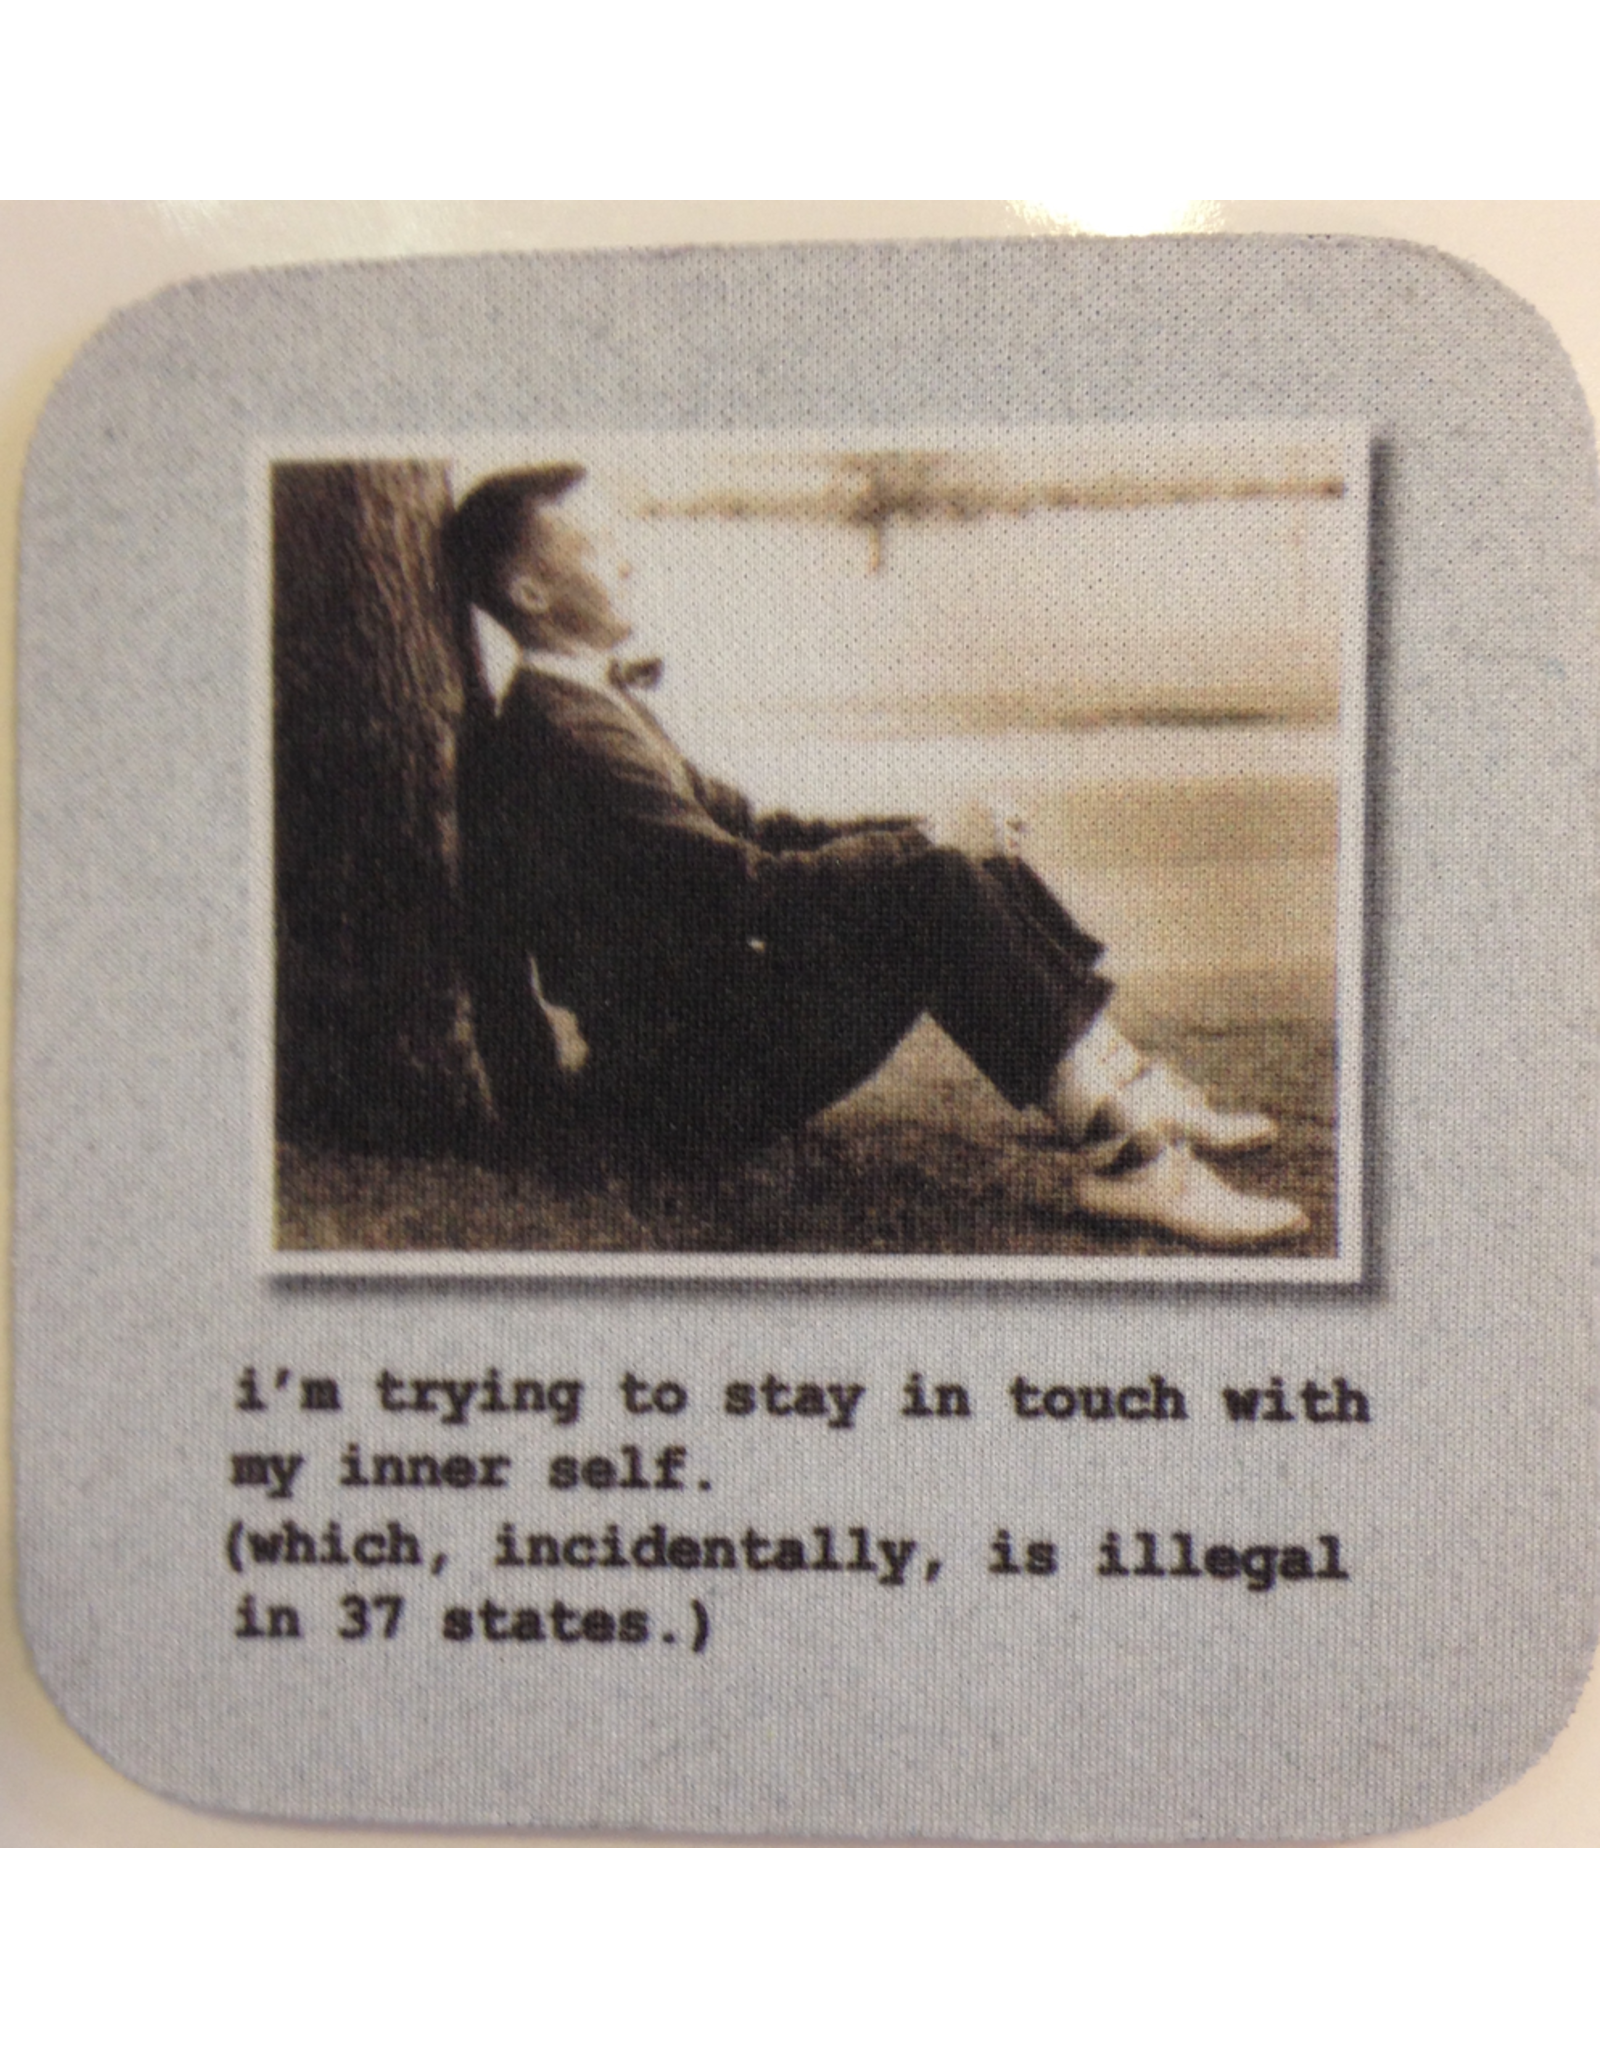 i'm trying to stay in touch with
my inner self.
(which, incidentally, is illegal
in 37 states.)